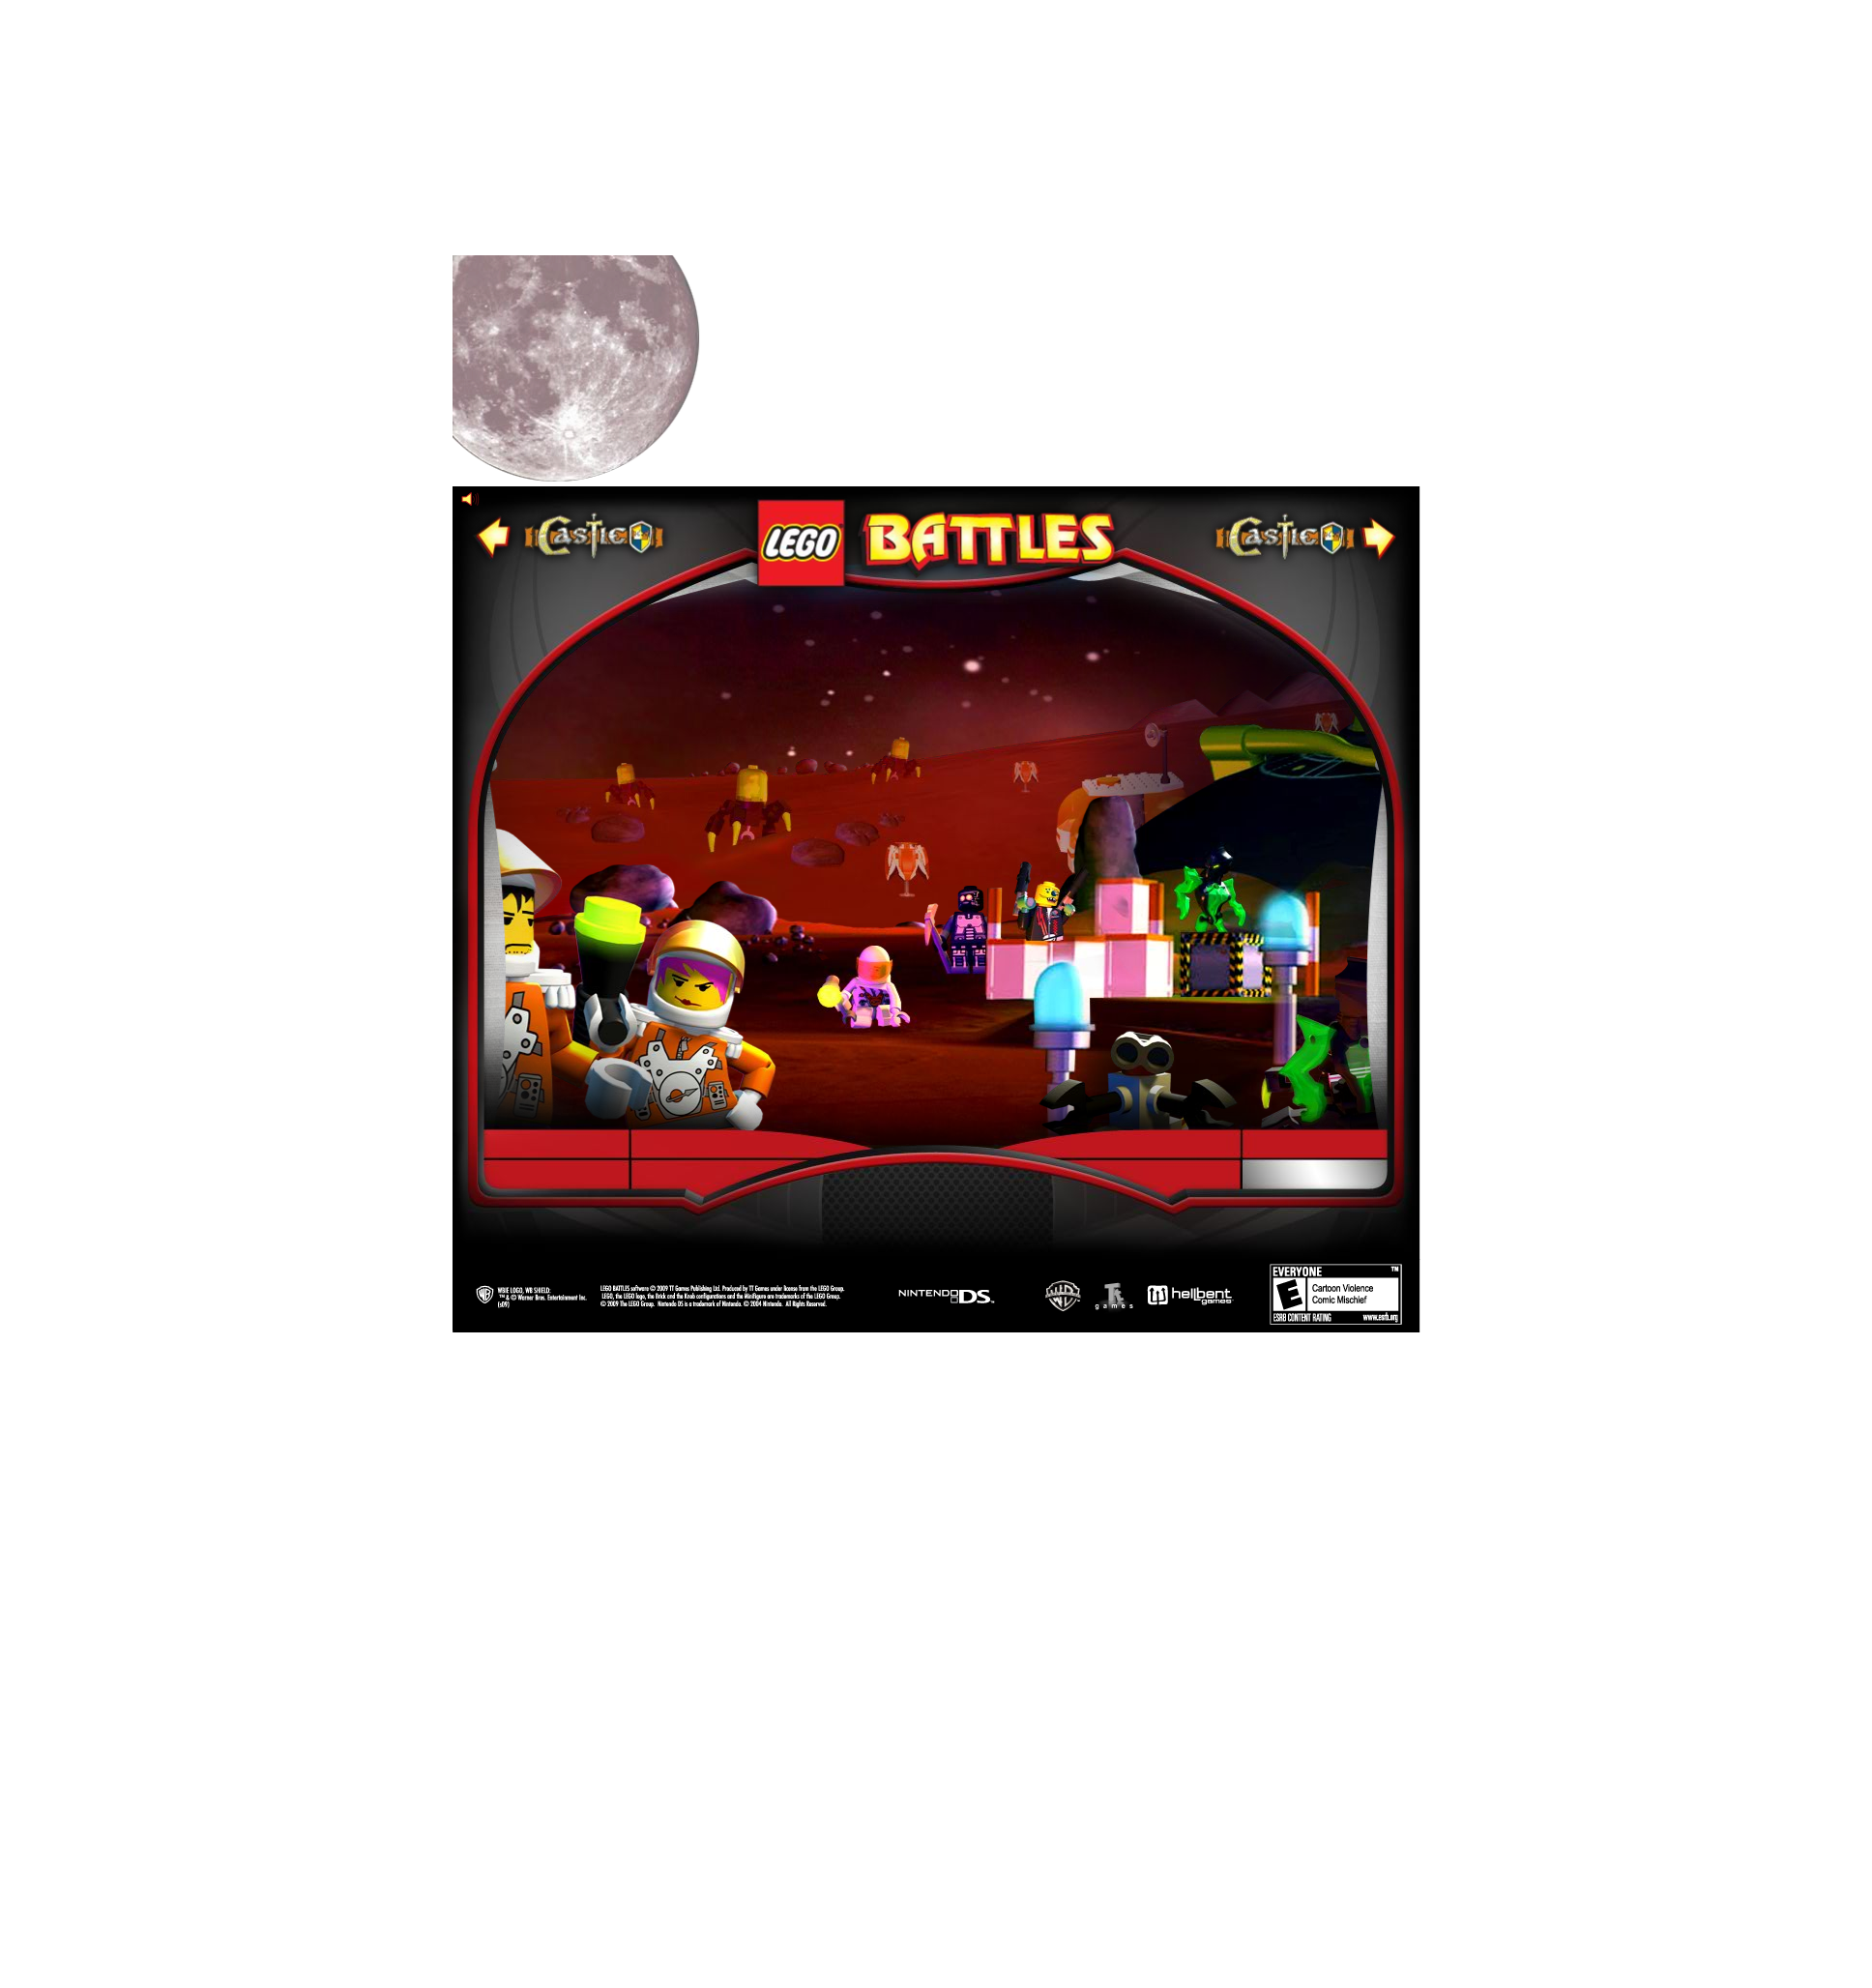 Castle
LEGO
BATTLES
Castle
WBIE LOGO, WB SHIELD:
™ & © Warner Bros. Entertainment Inc.
(s09)
LEGO BATTLES software © 2009 TT Games Publishing Ltd. Produced by TT Games under license from the LEGO Group.
LEGO, the LEGO logo, the Brick and the Knob configurations and the Minifigure are trademarks of the LEGO Group.
© 2009 The LEGO Group. Nintendo DS is a trademark of Nintendo. © 2004 Nintendo. All Rights Reserved.
NINTENDO DS™
games
hellbent
games
EVERYONE ™
E
Cartoon Violence
Comic Mischief
ESRB CONTENT RATING www.esrb.org